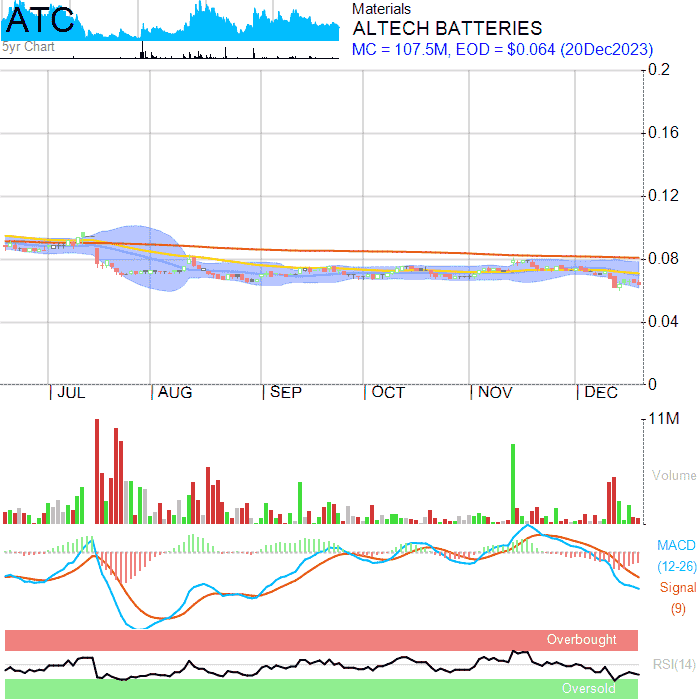 ATC
5yr Chart
Materials
ALTECH BATTERIES
MC = 107.5M, EOD = $0.064 (20Dec2023)
0.2
0.16
0.12
0.08
0.04
0
JUL AUG SEP OCT NOV DEC
11M
Volume
MACD
(12-26)
Signal
(9)
Overbought
RSI(14)
Oversold